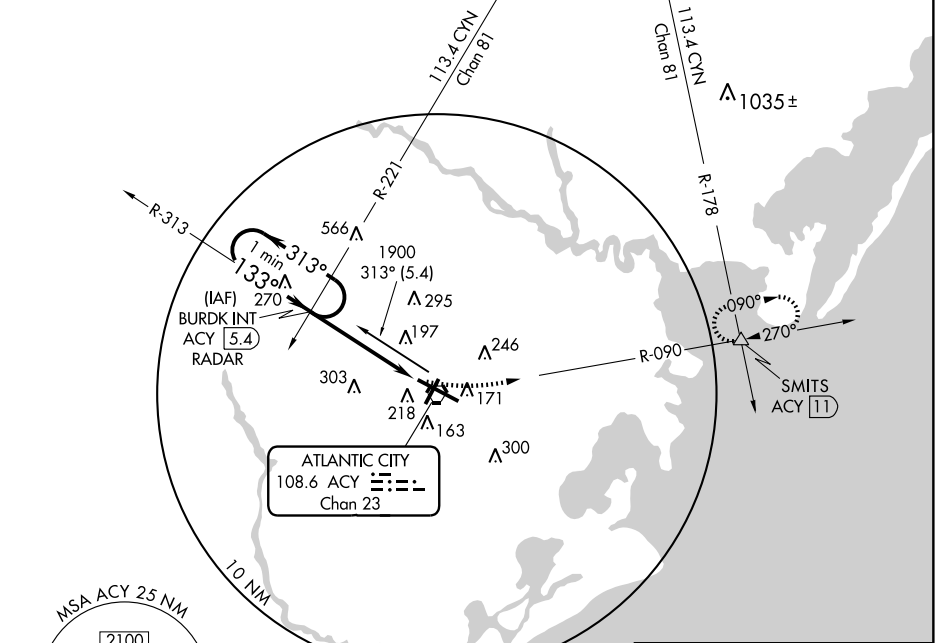 113.4 CYN
Chan 81
113.4 CYN
Chan 81
1035±
R-221
R-178
R-313
566
1 min
313°
133°
1900
313° (5.4)
270
295
(IAF)
BURDK INT
ACY 5.4
RADAR
197
246
090°
270°
R-090
303
218
171
163
SMITS
ACY 11
300
ATLANTIC CITY
108.6 ACY
Chan 23
10 NM
MSA ACY 25 NM
2100